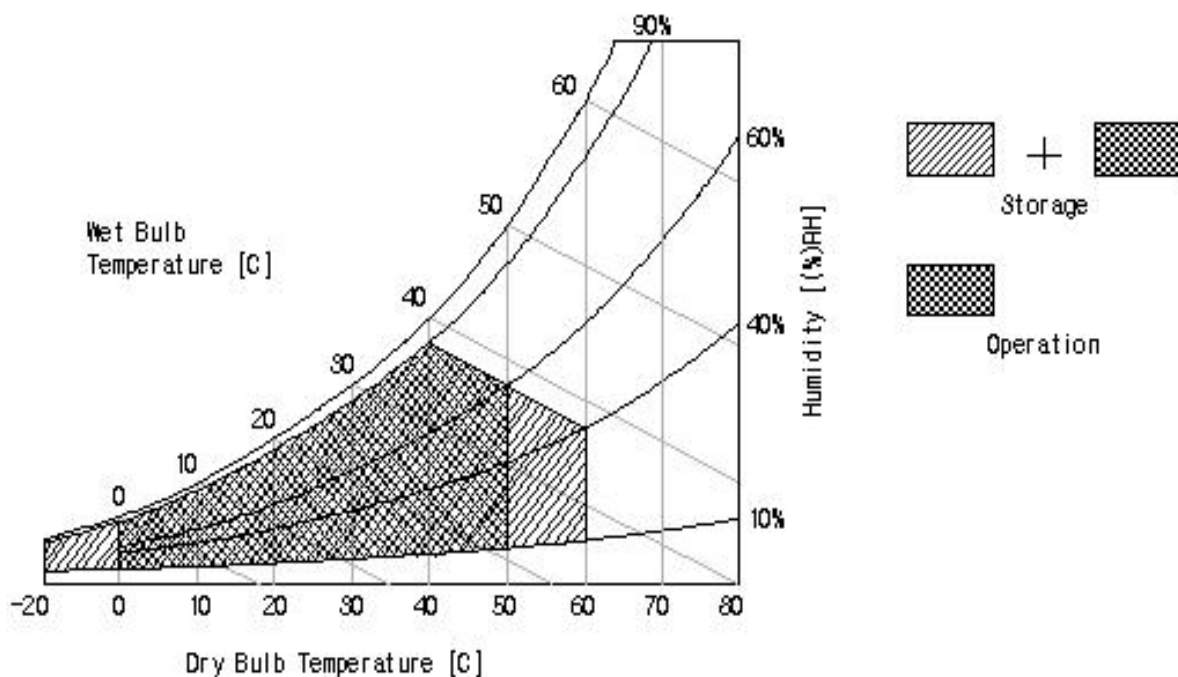 90%
60
60%
50
Wet Bulb
Temperature [C]
Storage
Humidity [(%)RH]
40
40%
30
Operation
20
10
0
10%
-20 0 10 20 30 40 50 60 70 80
Dry Bulb Temperature [C]